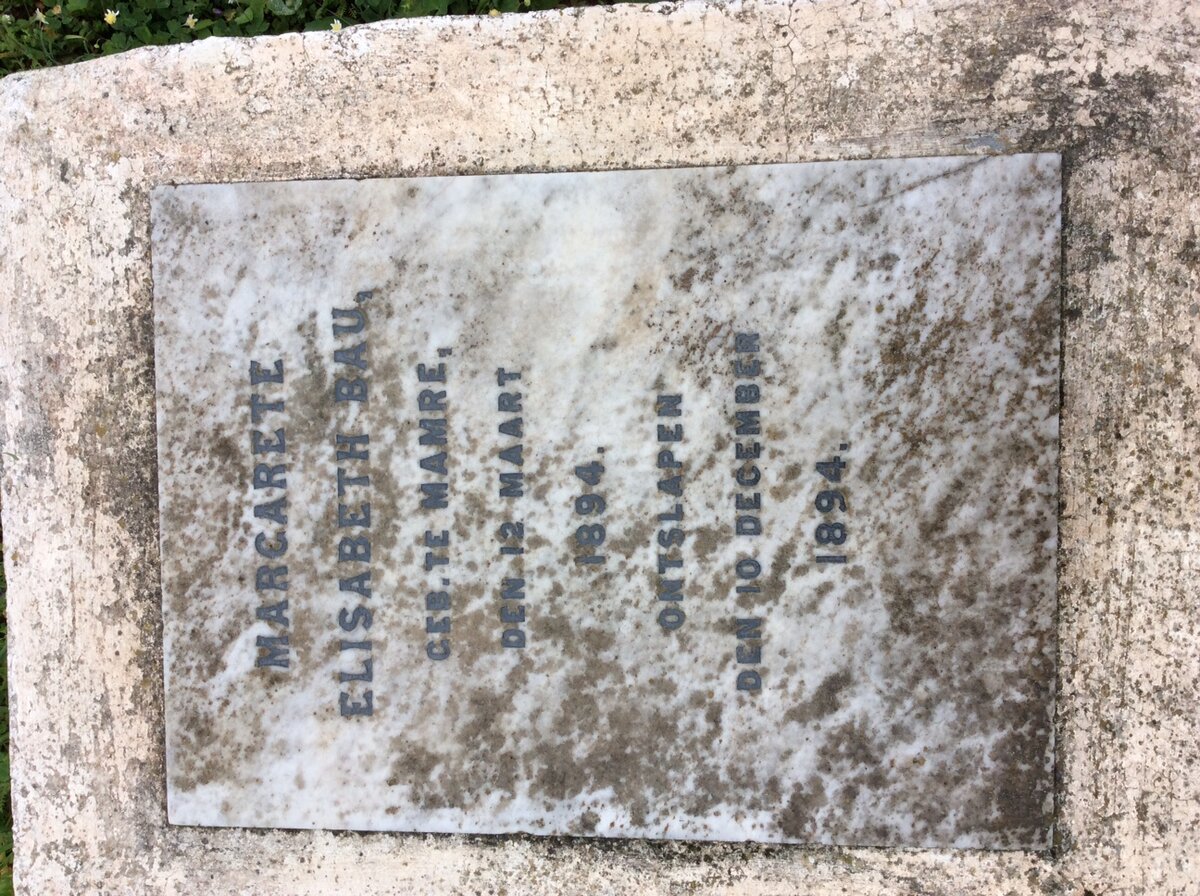 MARGARETE
ELISABETH BAU,
GEB. TE MAMRE,
DEN 12 MAART
1894.
ONTSLAPEN
DEN 10 DECEMBER
1894.